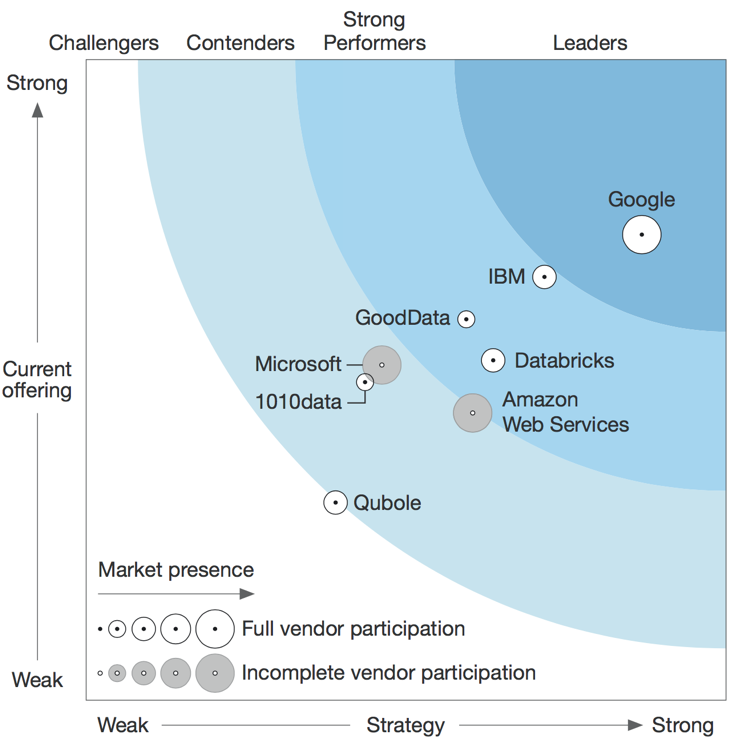 Challengers
Contenders
Strong
Performers
Leaders
Strong
Google
IBM
GoodData
Current
offering
Microsoft
Databricks
1010data
Amazon
Web Services
Qubole
Market presence
Full vendor participation
Incomplete vendor participation
Weak
Weak
Strategy
Strong